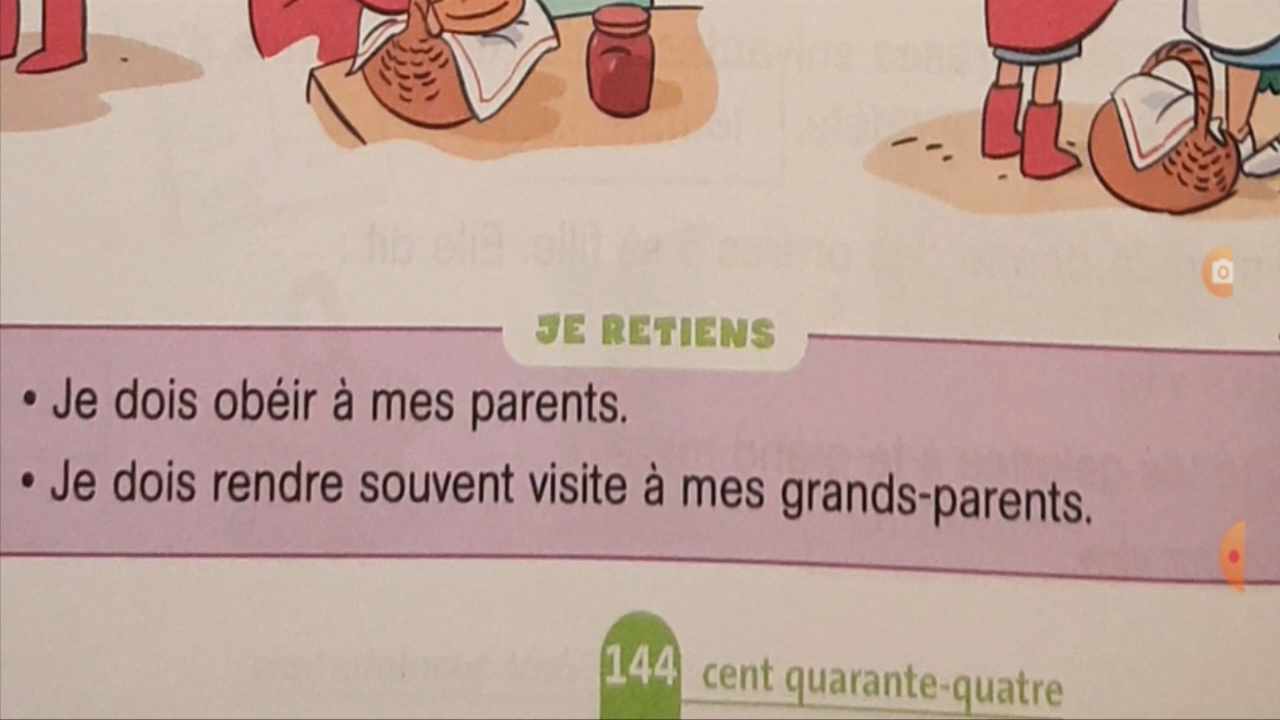 JE RETIENS
• Je dois obéir à mes parents.
• Je dois rendre souvent visite à mes grands-parents.
144 cent quarante-quatre